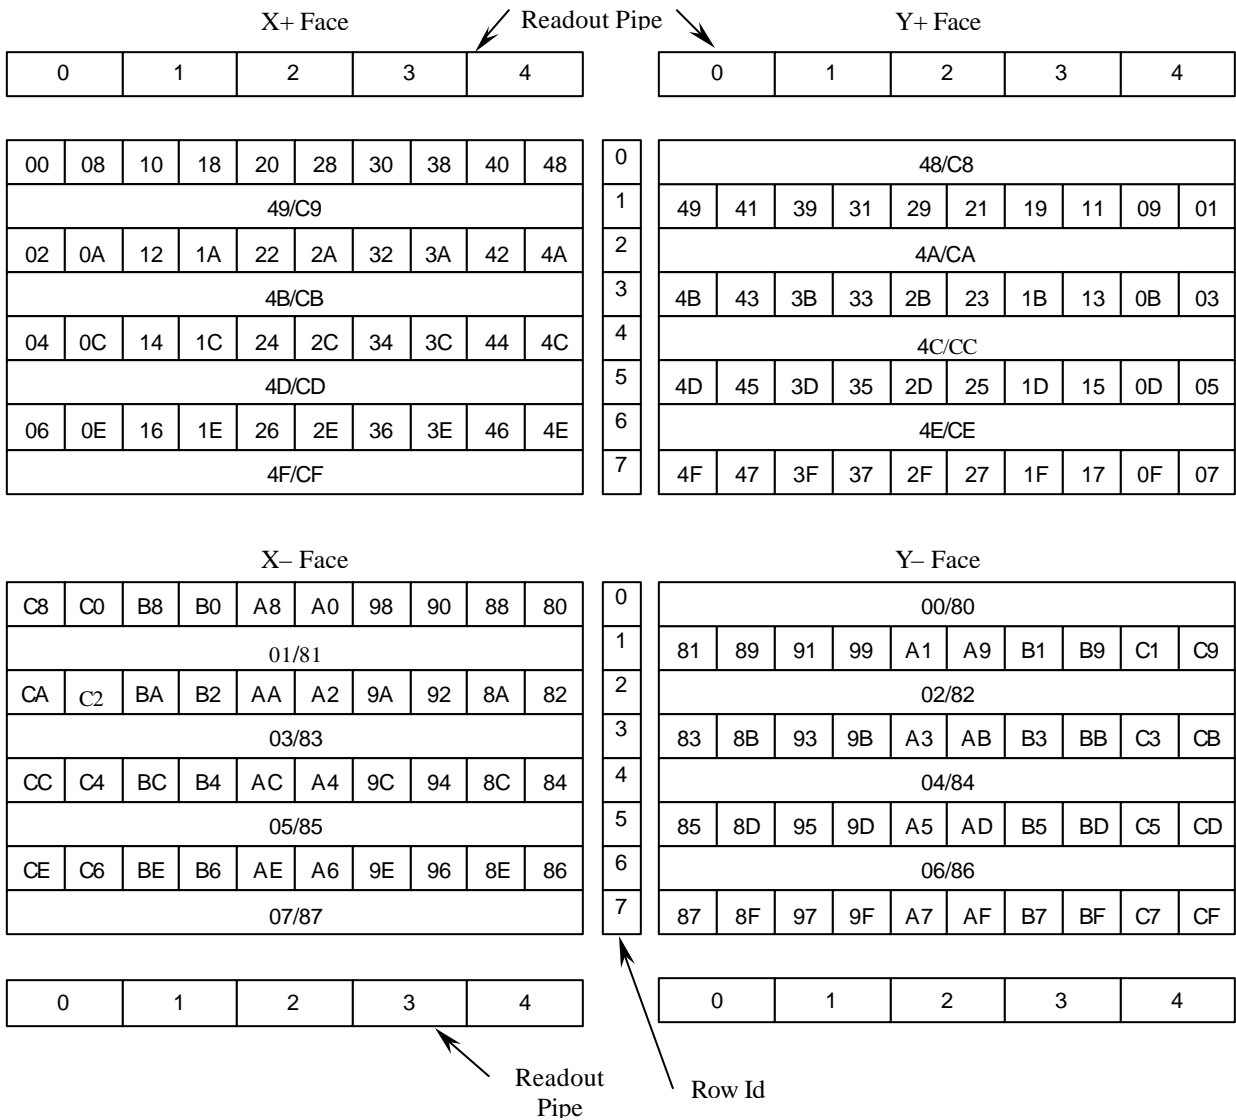 X+ Face Readout Pipe Y+ Face
0 1 2 3 4 0 1 2 3 4
00 08 10 18 20 28 30 38 40 48 0 48/C8
49/C9 1 49 41 39 31 29 21 19 11 09 01
02 0A 12 1A 22 2A 32 3A 42 4A 2 4A/CA
4B/CB 3 4B 43 3B 33 2B 23 1B 13 0B 03
04 0C 14 1C 24 2C 34 3C 44 4C 4 4C/CC
4D/CD 5 4D 45 3D 35 2D 25 1D 15 0D 05
06 0E 16 1E 26 2E 36 3E 46 4E 6 4E/CE
4F/CF 7 4F 47 3F 37 2F 27 1F 17 0F 07
X– Face Y– Face
C8 C0 B8 B0 A8 A0 98 90 88 80 0 00/80
01/81 1 81 89 91 99 A1 A9 B1 B9 C1 C9
CA C2 BA B2 AA A2 9A 92 8A 82 2 02/82
03/83 3 83 8B 93 9B A3 AB B3 BB C3 CB
CC C4 BC B4 AC A4 9C 94 8C 84 4 04/84
05/85 5 85 8D 95 9D A5 AD B5 BD C5 CD
CE C6 BE B6 AE A6 9E 96 8E 86 6 06/86
07/87 7 87 8F 97 9F A7 AF B7 BF C7 CF
0 1 2 3 4 0 1 2 3 4
Readout Row Id
Pipe